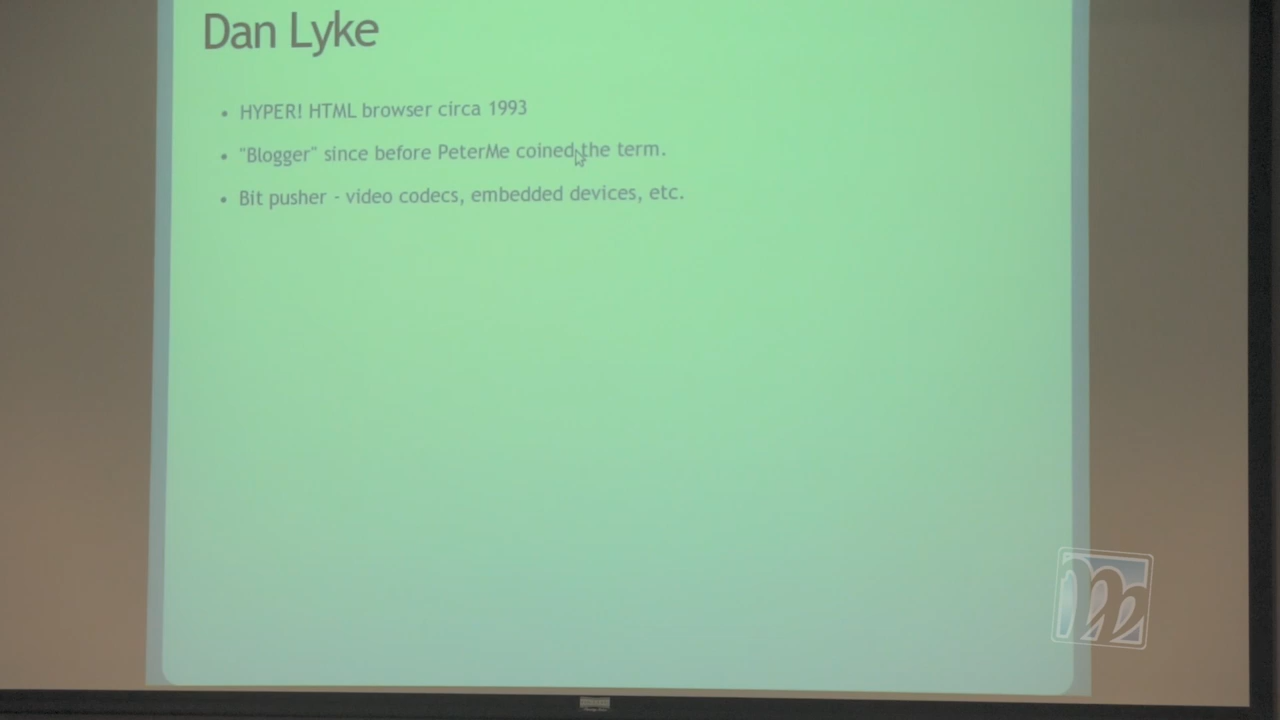 Dan Lyke
• HYPER! HTML browser circa 1993
• "Blogger" since before PeterMe coined the term.
• Bit pusher - video codecs, embedded devices, etc.